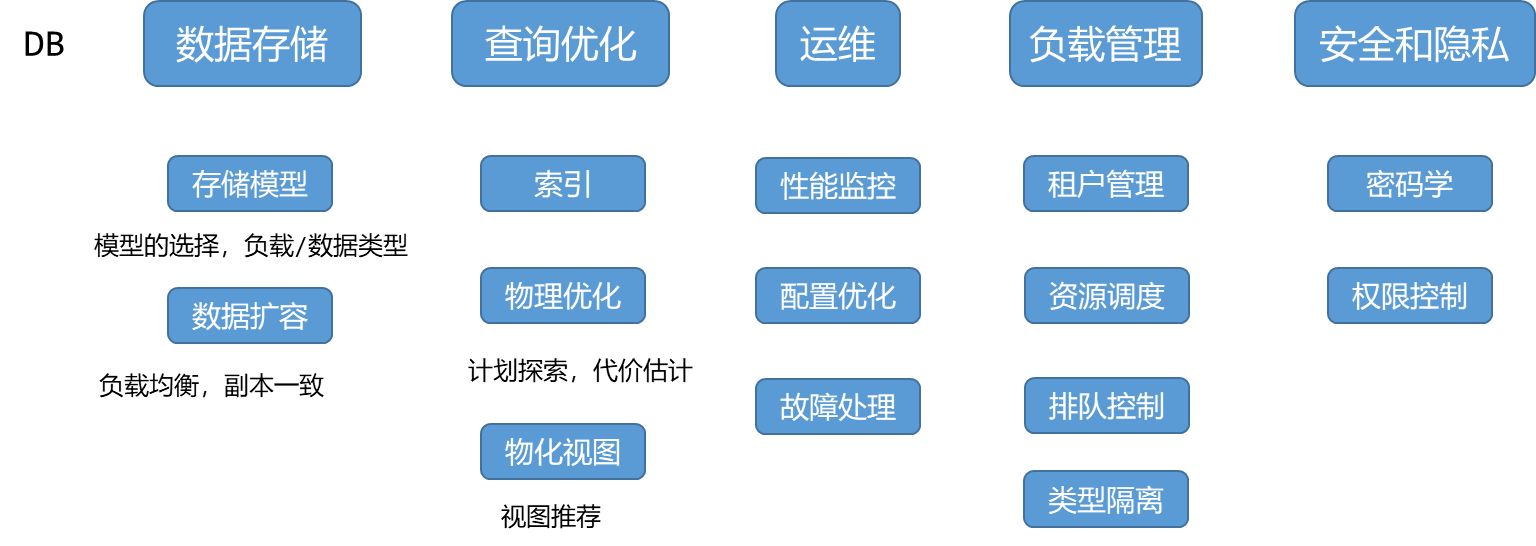 DB
数据存储
查询优化
运维
负载管理
安全和隐私
存储模型
索引
性能监控
租户管理
密码学
模型的选择，负载/数据类型
数据扩容
物理优化
配置优化
资源调度
权限控制
负载均衡，副本一致
计划探索，代价估计
故障处理
排队控制
物化视图
类型隔离
视图推荐